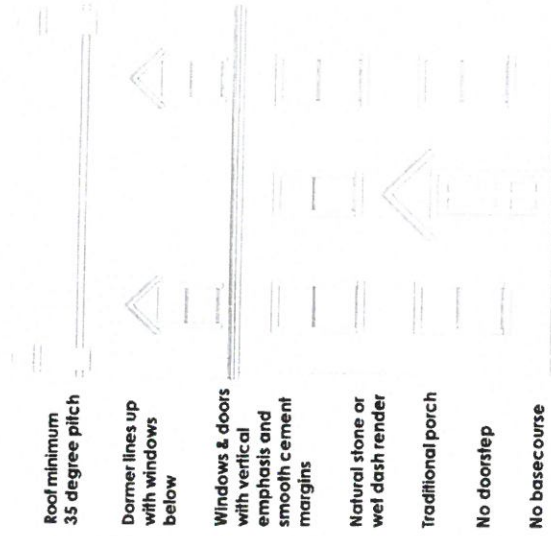 Roof minimum
35 degree pitch
Dormer lines up
with windows
below
Windows & doors
with vertical
emphasis and
smooth cement
margins
Natural stone or
wet dash render
Traditional porch
No doorstep
No basecourse